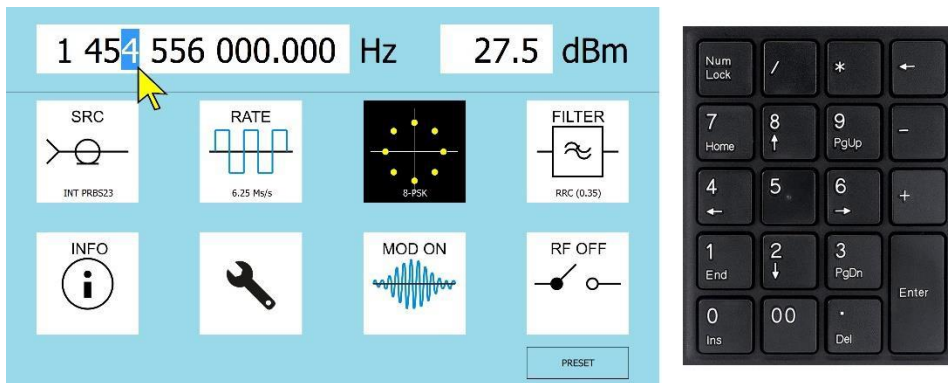 1 454 556 000.000 Hz 27.5 dBm
SRC
INT PRBS23
RATE
6.25 Ms/s
8-PSK
FILTER
RRC (0.35)
INFO
MOD ON
RF OFF
PRESET
Num
Lock
/
*
←
7
Home
8
↑
9
PgUp
-
4
←
5
6
→
+
1
End
2
↓
3
PgDn
Enter
0
Ins
00
.
Del